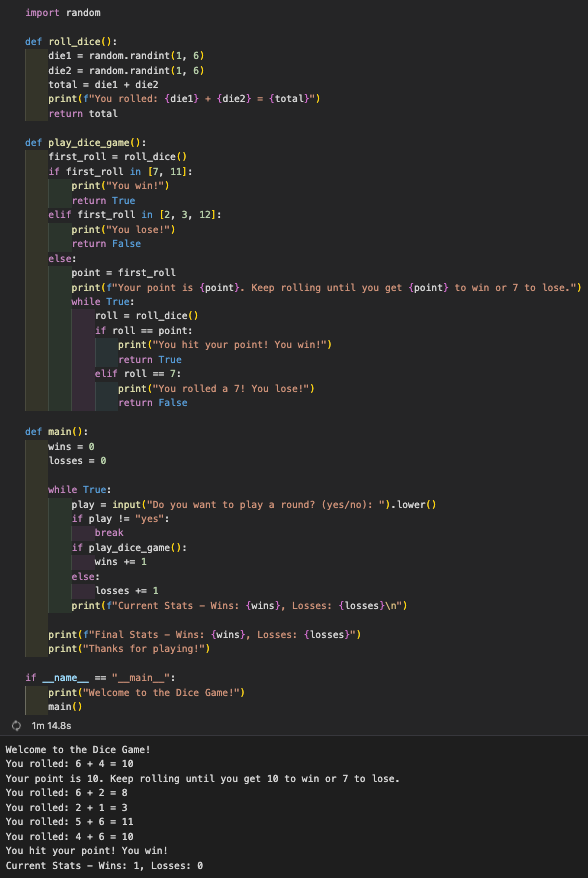 import random

def roll_dice():
    die1 = random.randint(1, 6)
    die2 = random.randint(1, 6)
    total = die1 + die2
    print(f"You rolled: {die1} + {die2} = {total}")
    return total

def play_dice_game():
    first_roll = roll_dice()
    if first_roll in [7, 11]:
        print("You win!")
        return True
    elif first_roll in [2, 3, 12]:
        print("You lose!")
        return False
    else:
        point = first_roll
        print(f"Your point is {point}. Keep rolling until you get {point} to win or 7 to lose.")
        while True:
            roll = roll_dice()
            if roll == point:
                print("You hit your point! You win!")
                return True
            elif roll == 7:
                print("You rolled a 7! You lose!")
                return False

def main():
    wins = 0
    losses = 0

    while True:
        play = input("Do you want to play a round? (yes/no): ").lower()
        if play != "yes":
            break
        if play_dice_game():
            wins += 1
        else:
            losses += 1
        print(f"Current Stats – Wins: {wins}, Losses: {losses}\n")

    print(f"Final Stats – Wins: {wins}, Losses: {losses}")
    print("Thanks for playing!")

if __name__ == "__main__":
    print("Welcome to the Dice Game!")
    main()
1m 14.8s
Welcome to the Dice Game!
You rolled: 6 + 4 = 10
Your point is 10. Keep rolling until you get 10 to win or 7 to lose.
You rolled: 6 + 2 = 8
You rolled: 2 + 1 = 3
You rolled: 5 + 6 = 11
You rolled: 4 + 6 = 10
You hit your point! You win!
Current Stats – Wins: 1, Losses: 0